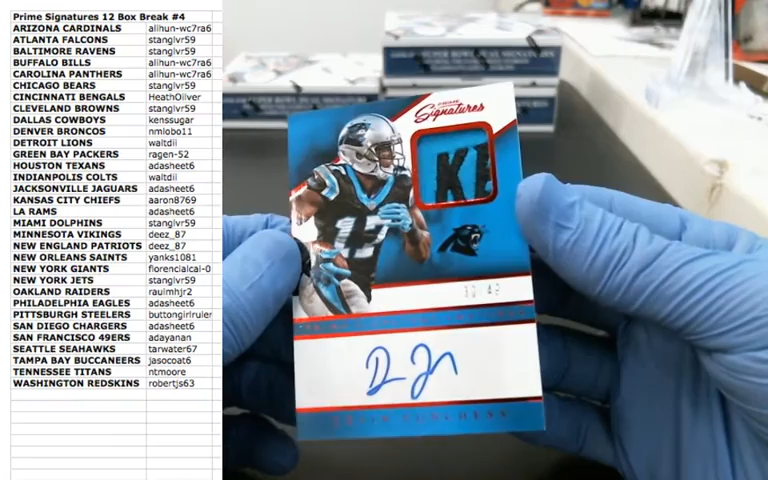 Prime Signatures 12 Box Break #4
ARIZONA CARDINALS alihun-wc7ra6
ATLANTA FALCONS stanglvr59
BALTIMORE RAVENS stanglvr59
BUFFALO BILLS alihun-wc7ra6
CAROLINA PANTHERS alihun-wc7ra6
CHICAGO BEARS stanglvr59
CINCINNTI BENGALS HeathOliver
CLEVELAND BROWNS stanglvr59
DALLAS COWBOYS kenssugar
DENVER BRONCOS nmlobo11
DETROIT LIONS waltdii
GREEN BAY PACKERS ragen-52
HOUSTON TEXANS adasheet6
INDIANPOLIS COLTS waltdii
JACKSONVILLE JAGUARS adasheet6
KANSAS CITY CHIEFS aaron8769
LA RAMS adasheet6
MIAMI DOLPHINS stanglvr59
MINNESOTA VIKINGS deez_87
NEW ENGLAND PATRIOTS deez_87
NEW ORLEANS SAINTS yanks1081
NEW YORK GIANTS florencialcal-0
NEW YORK JETS stanglvr59
OAKLAND RAIDERS raulmhjr2
PHILADELPHIA EAGLES adasheet6
PITTSBURGH STEELERS buttongirlruler
SAN DIEGO CHARGERS adasheet6
SAN FRANCISCO 49ERS adayanan
SEATTLE SEAHAWKS tarwater67
TAMPA BAY BUCCANEERS jasocat6
TENNESSEE TITANS ntmoore
WASHINGTON REDSKINS robertjs63
Signatures
17
DEVIN FUNCHESS